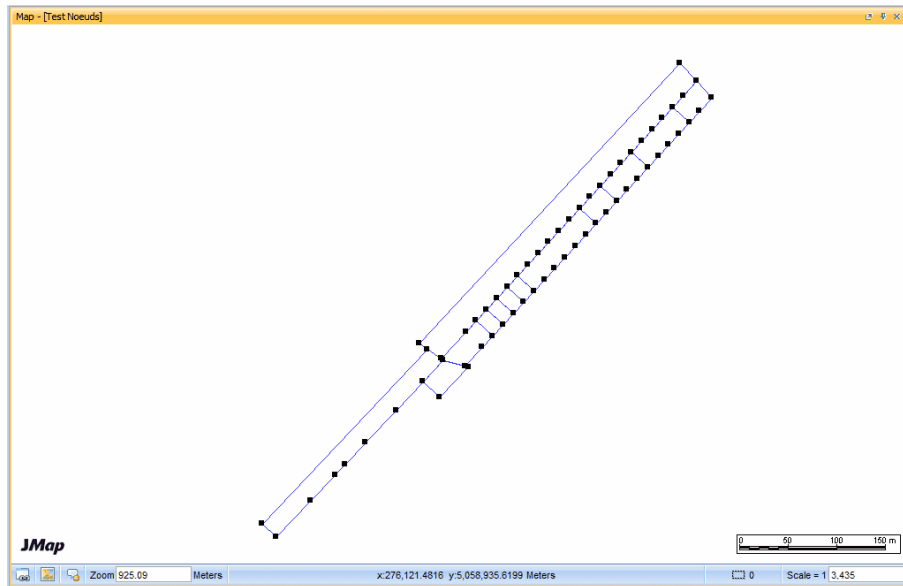 Map - [Test Noeuds]
0 50 100 150 m
JMap
Zoom 925.09 Meters x:276,121.4816 y:5,058,935.6199 Meters 0 Scale = 1 3,435